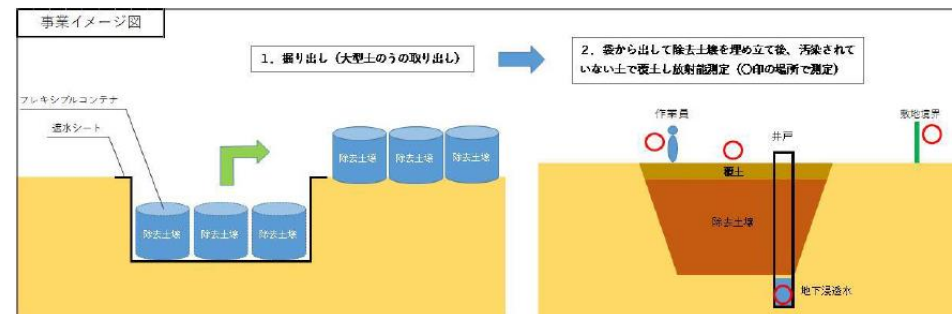 事業イメージ図
1．掘り出し（大型土のうの取り出し）
2．袋から出して除去土壌を埋め立て後、汚染されて
いない土で覆土し放射能測定（〇印の場所で測定）
フレキシブルコンテナ
遮水シート
除去土壌
除去土壌
除去土壌
除去土壌
除去土壌
除去土壌
作業員
井戸
敷地境界
覆土
除去土壌
地下浸透水